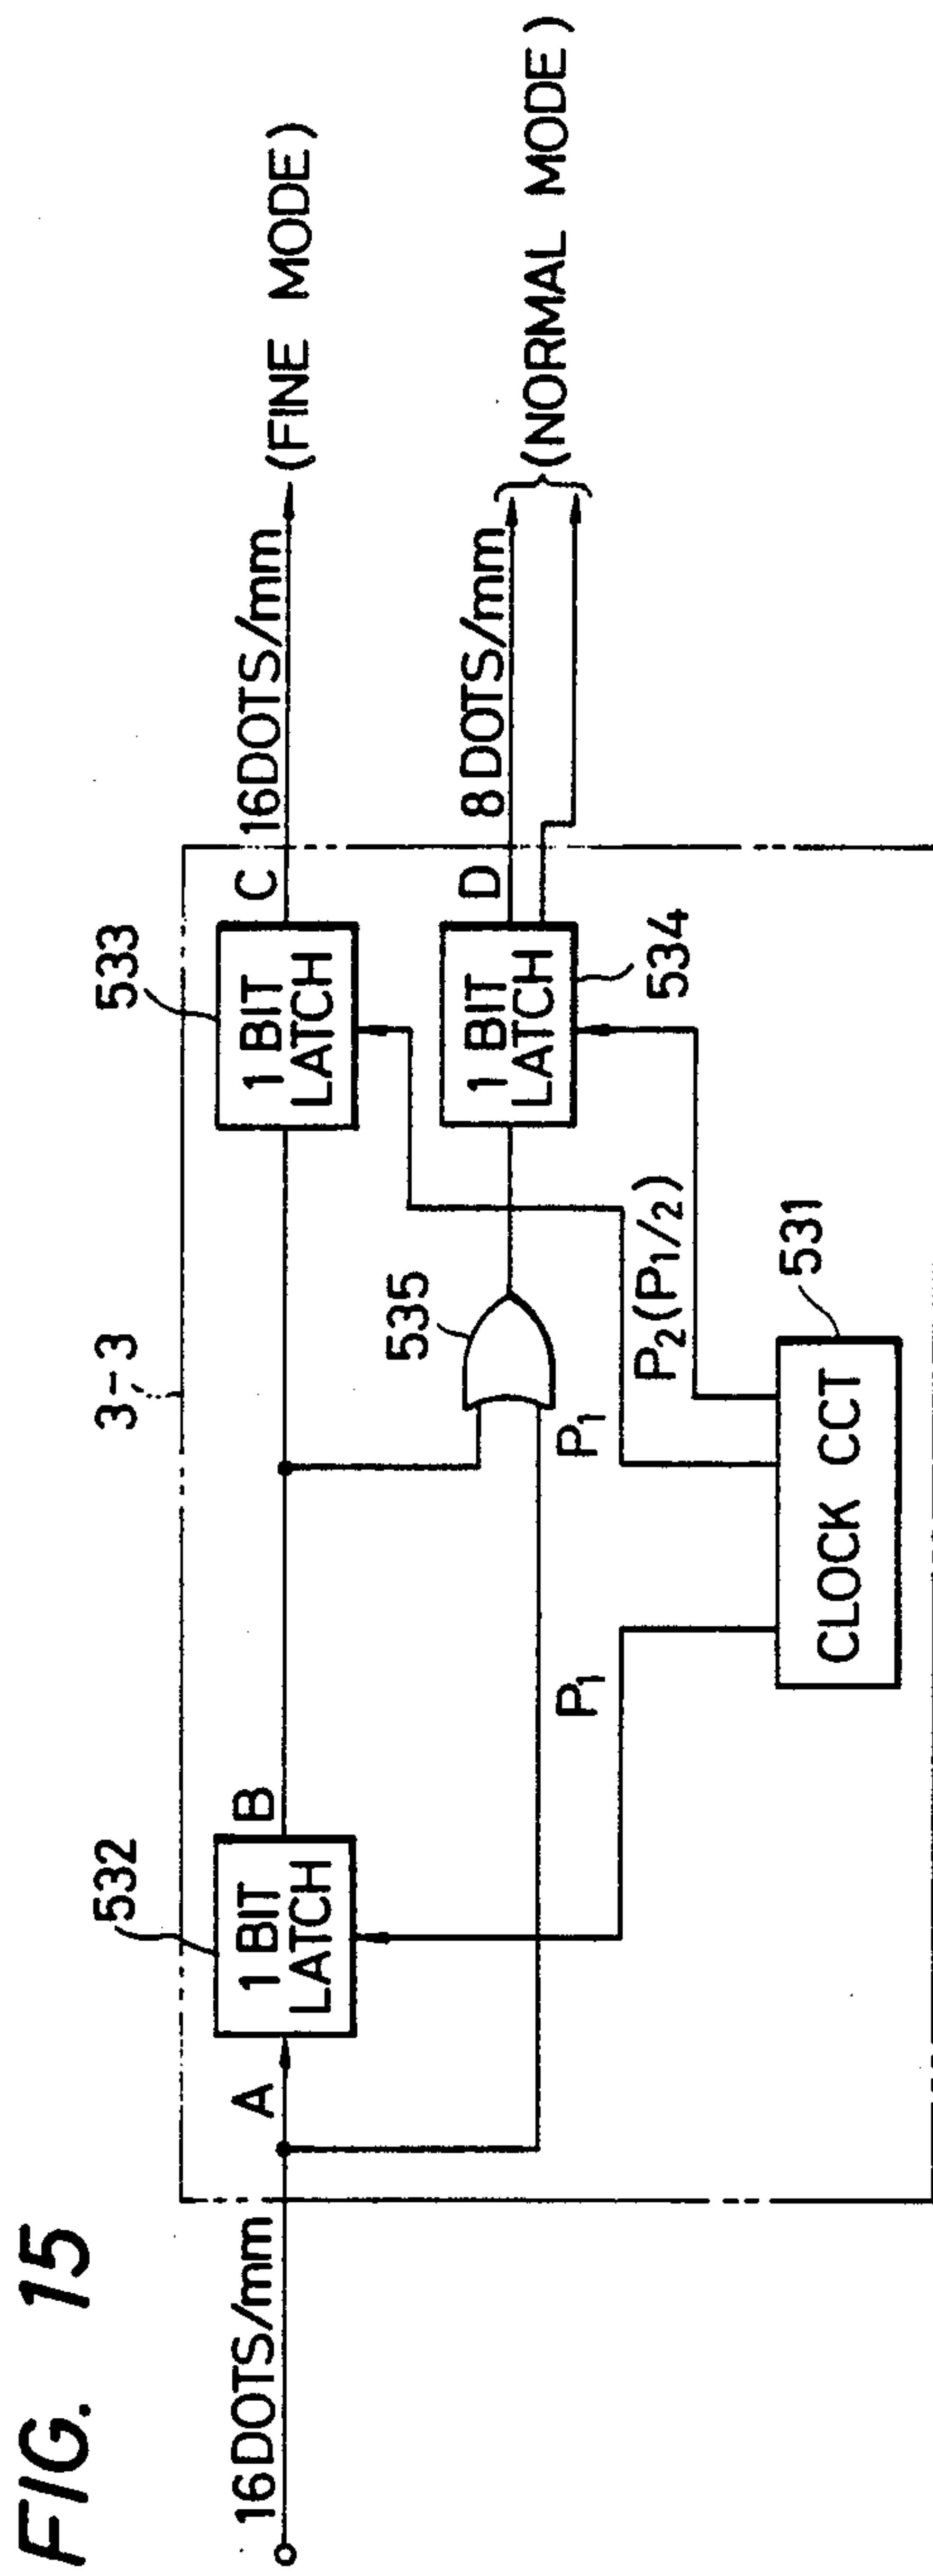 FIG. 15
3-3
532
533
16DOTS/mm
A
1 BIT
LATCH
B
1 BIT
LATCH
C
16DOTS/mm
(FINE MODE)
535
1 BIT
LATCH
D
8DOTS/mm
(NORMAL MODE)
534
P1
P1
P2(P1/2)
531
CLOCK CCT